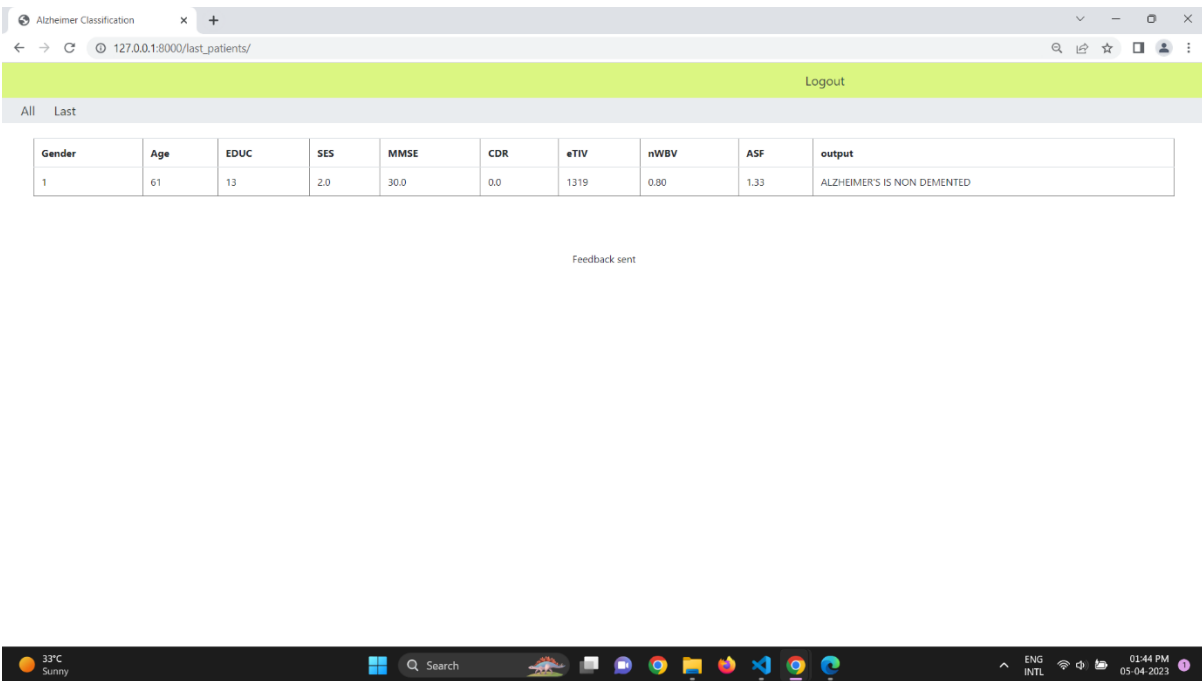 Alzheimer Classification
127.0.0.1:8000/last_patients/
Logout
All Last
Gender Age EDUC SES MMSE CDR eTIV nWBV ASF output
1 61 13 2.0 30.0 0.0 1319 0.80 1.33 ALZHEIMER'S IS NON DEMENTED
Feedback sent
33°C
Sunny
Search
ENG
INTL
01:44 PM
05-04-2023
1